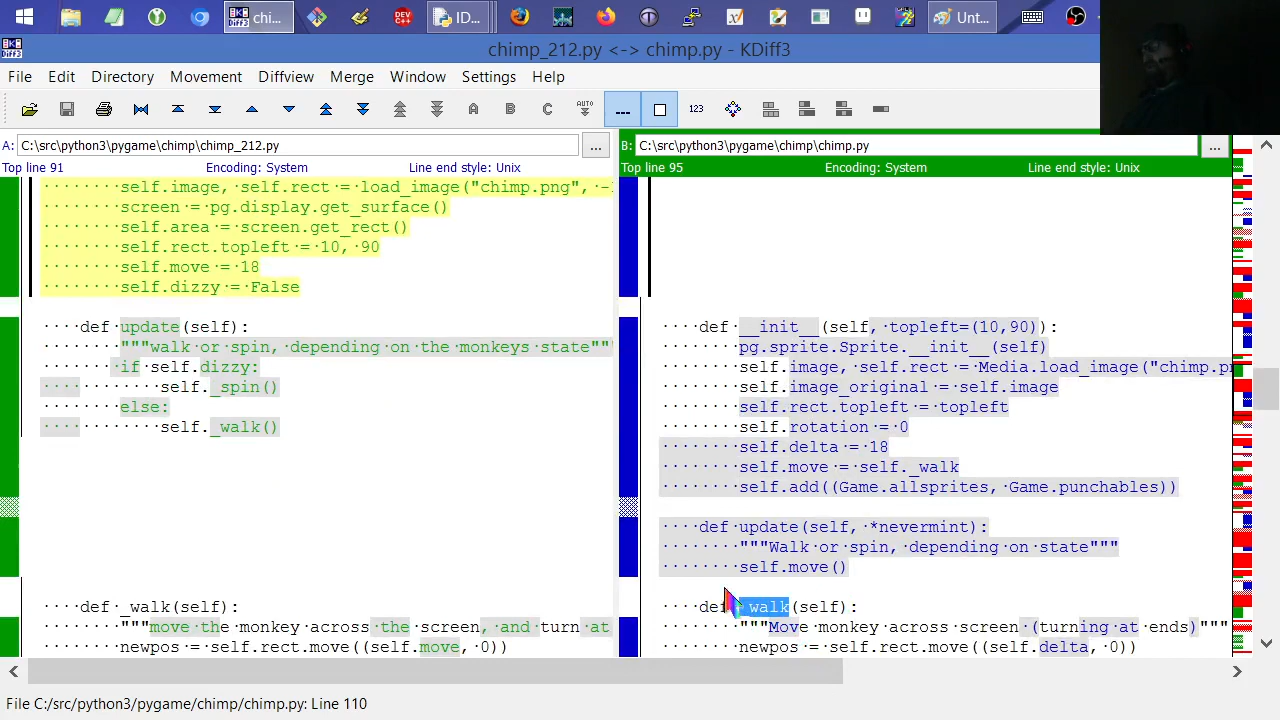 chi...
ID...
Unt...
chimp_212.py <-> chimp.py - KDiff3
File Edit Directory Movement Diffview Merge Window Settings Help
A B C AUTO 123
A: C:\src\python3\pygame\chimp\chimp_212.py ...
Top line 91 Encoding: System Line end style: Unix
········self.image,·self.rect·=·load_image("chimp.png",·-
········screen·=·pg.display.get_surface()
········self.area·=·screen.get_rect()
········self.rect.topleft·=·10,·90
········self.move·=·18
········self.dizzy·=·False
····def·update(self):
········"""walk·or·spin,·depending·on·the·monkeys·state"""
········if·self.dizzy:
············self._spin()
········else:
············self._walk()
····def·_walk(self):
········"""move·the·monkey·across·the·screen,·and·turn·at
········newpos·=·self.rect.move((self.move,·0))
B: C:\src\python3\pygame\chimp\chimp.py ...
Top line 95 Encoding: System Line end style: Unix
····def·__init__(self,·topleft=(10,90)):
········pg.sprite.Sprite.__init__(self)
········self.image,·self.rect·=·Media.load_image("chimp.pn
········self.image_original·=·self.image
········self.rect.topleft·=·topleft
········self.rotation·=·0
········self.delta·=·18
········self.move·=·self._walk
········self.add((Game.allsprites,·Game.punchables))
····def·update(self,·*nevermint):
········"""Walk·or·spin,·depending·on·state"""
········self.move()
····def·_walk(self):
········"""Move·monkey·across·screen·(turning·at·ends)"""
········newpos·=·self.rect.move((self.delta,·0))
File C:/src/python3/pygame/chimp/chimp.py: Line 110